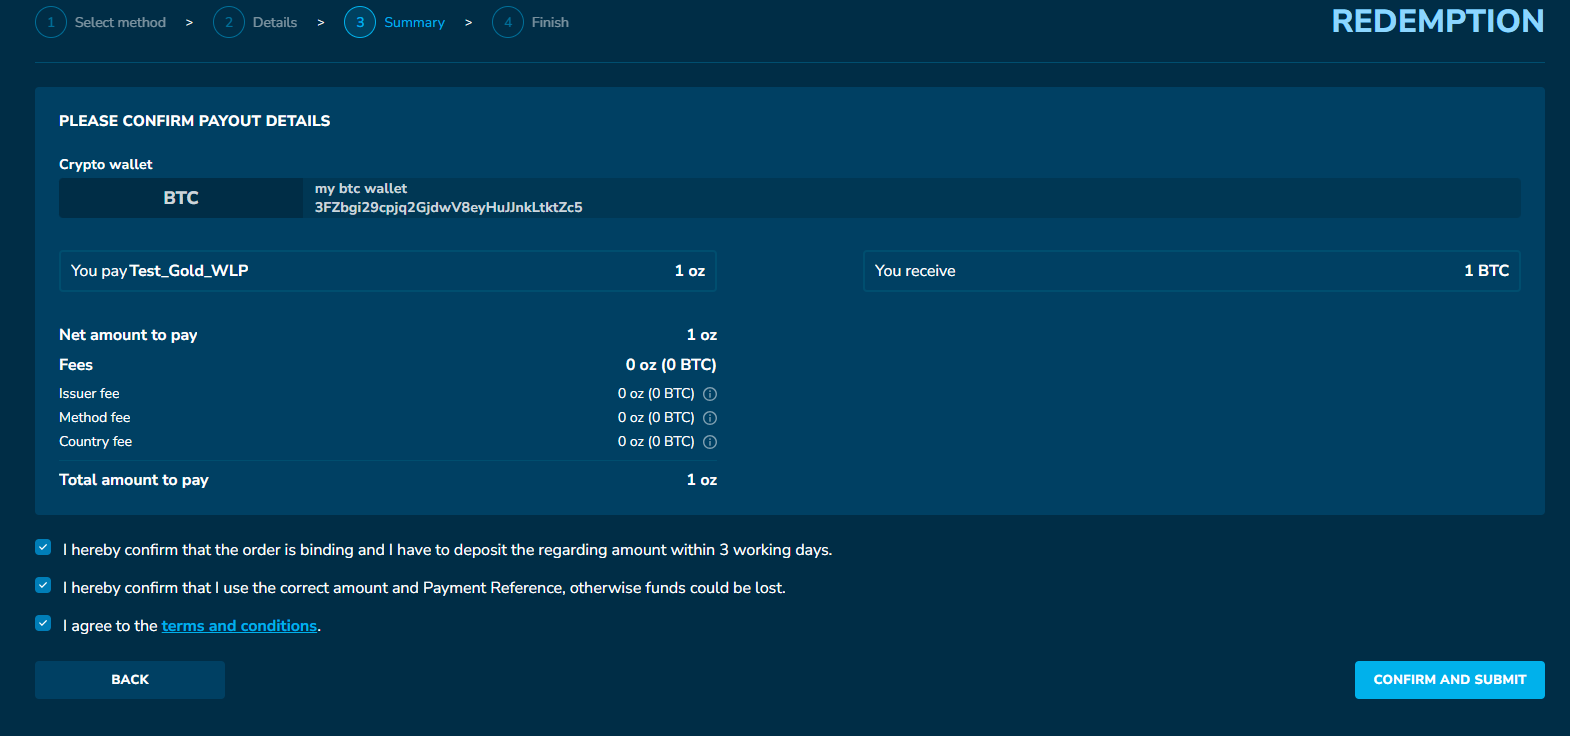 1 Select method > 2 Details > 3 Summary > 4 Finish
REDEMPTION
PLEASE CONFIRM PAYOUT DETAILS
Crypto wallet
BTC
my btc wallet
3FZbgi29cpjq2GjdwV8eyHuJJnkLtktZc5
You pay Test_Gold_WLP 1 oz
You receive 1 BTC
Net amount to pay 1 oz
Fees 0 oz (0 BTC)
Issuer fee 0 oz (0 BTC)
Method fee 0 oz (0 BTC)
Country fee 0 oz (0 BTC)
Total amount to pay 1 oz
I hereby confirm that the order is binding and I have to deposit the regarding amount within 3 working days.
I hereby confirm that I use the correct amount and Payment Reference, otherwise funds could be lost.
I agree to the terms and conditions.
BACK
CONFIRM AND SUBMIT